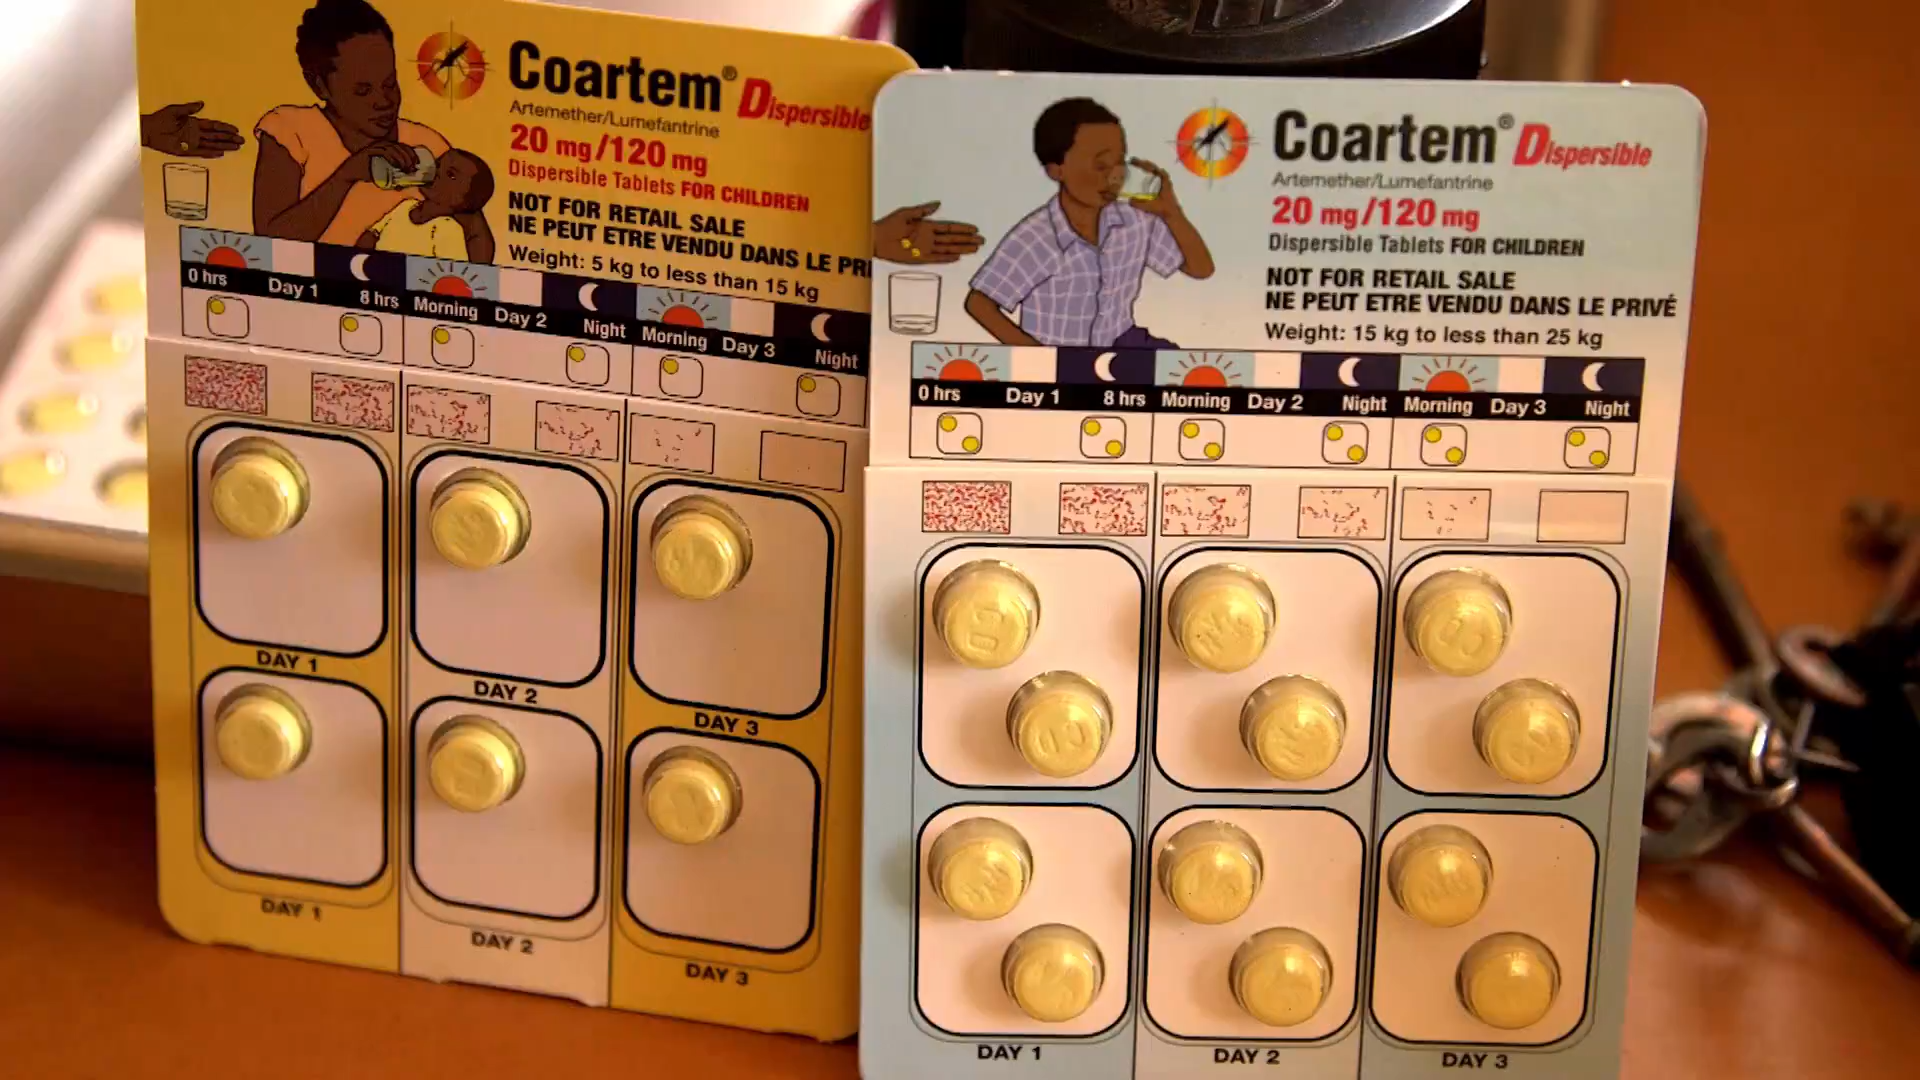 Coartem® Dispersible
Artemether/Lumefantrine
20 mg/120 mg
Dispersible Tablets FOR CHILDREN
NOT FOR RETAIL SALE
NE PEUT ETRE VENDU DANS LE PRI
Weight: 5 kg to less than 15 kg
0 hrs Day 1 8 hrs Morning Day 2 Night Morning Day 3 Night
DAY 1 DAY 2 DAY 3
DAY 1 DAY 2 DAY 3
Coartem® Dispersible
Artemether/Lumefantrine
20 mg/120 mg
Dispersible Tablets FOR CHILDREN
NOT FOR RETAIL SALE
NE PEUT ETRE VENDU DANS LE PRIVÉ
Weight: 15 kg to less than 25 kg
0 hrs Day 1 8 hrs Morning Day 2 Night Morning Day 3 Night
DAY 1 DAY 2 DAY 3